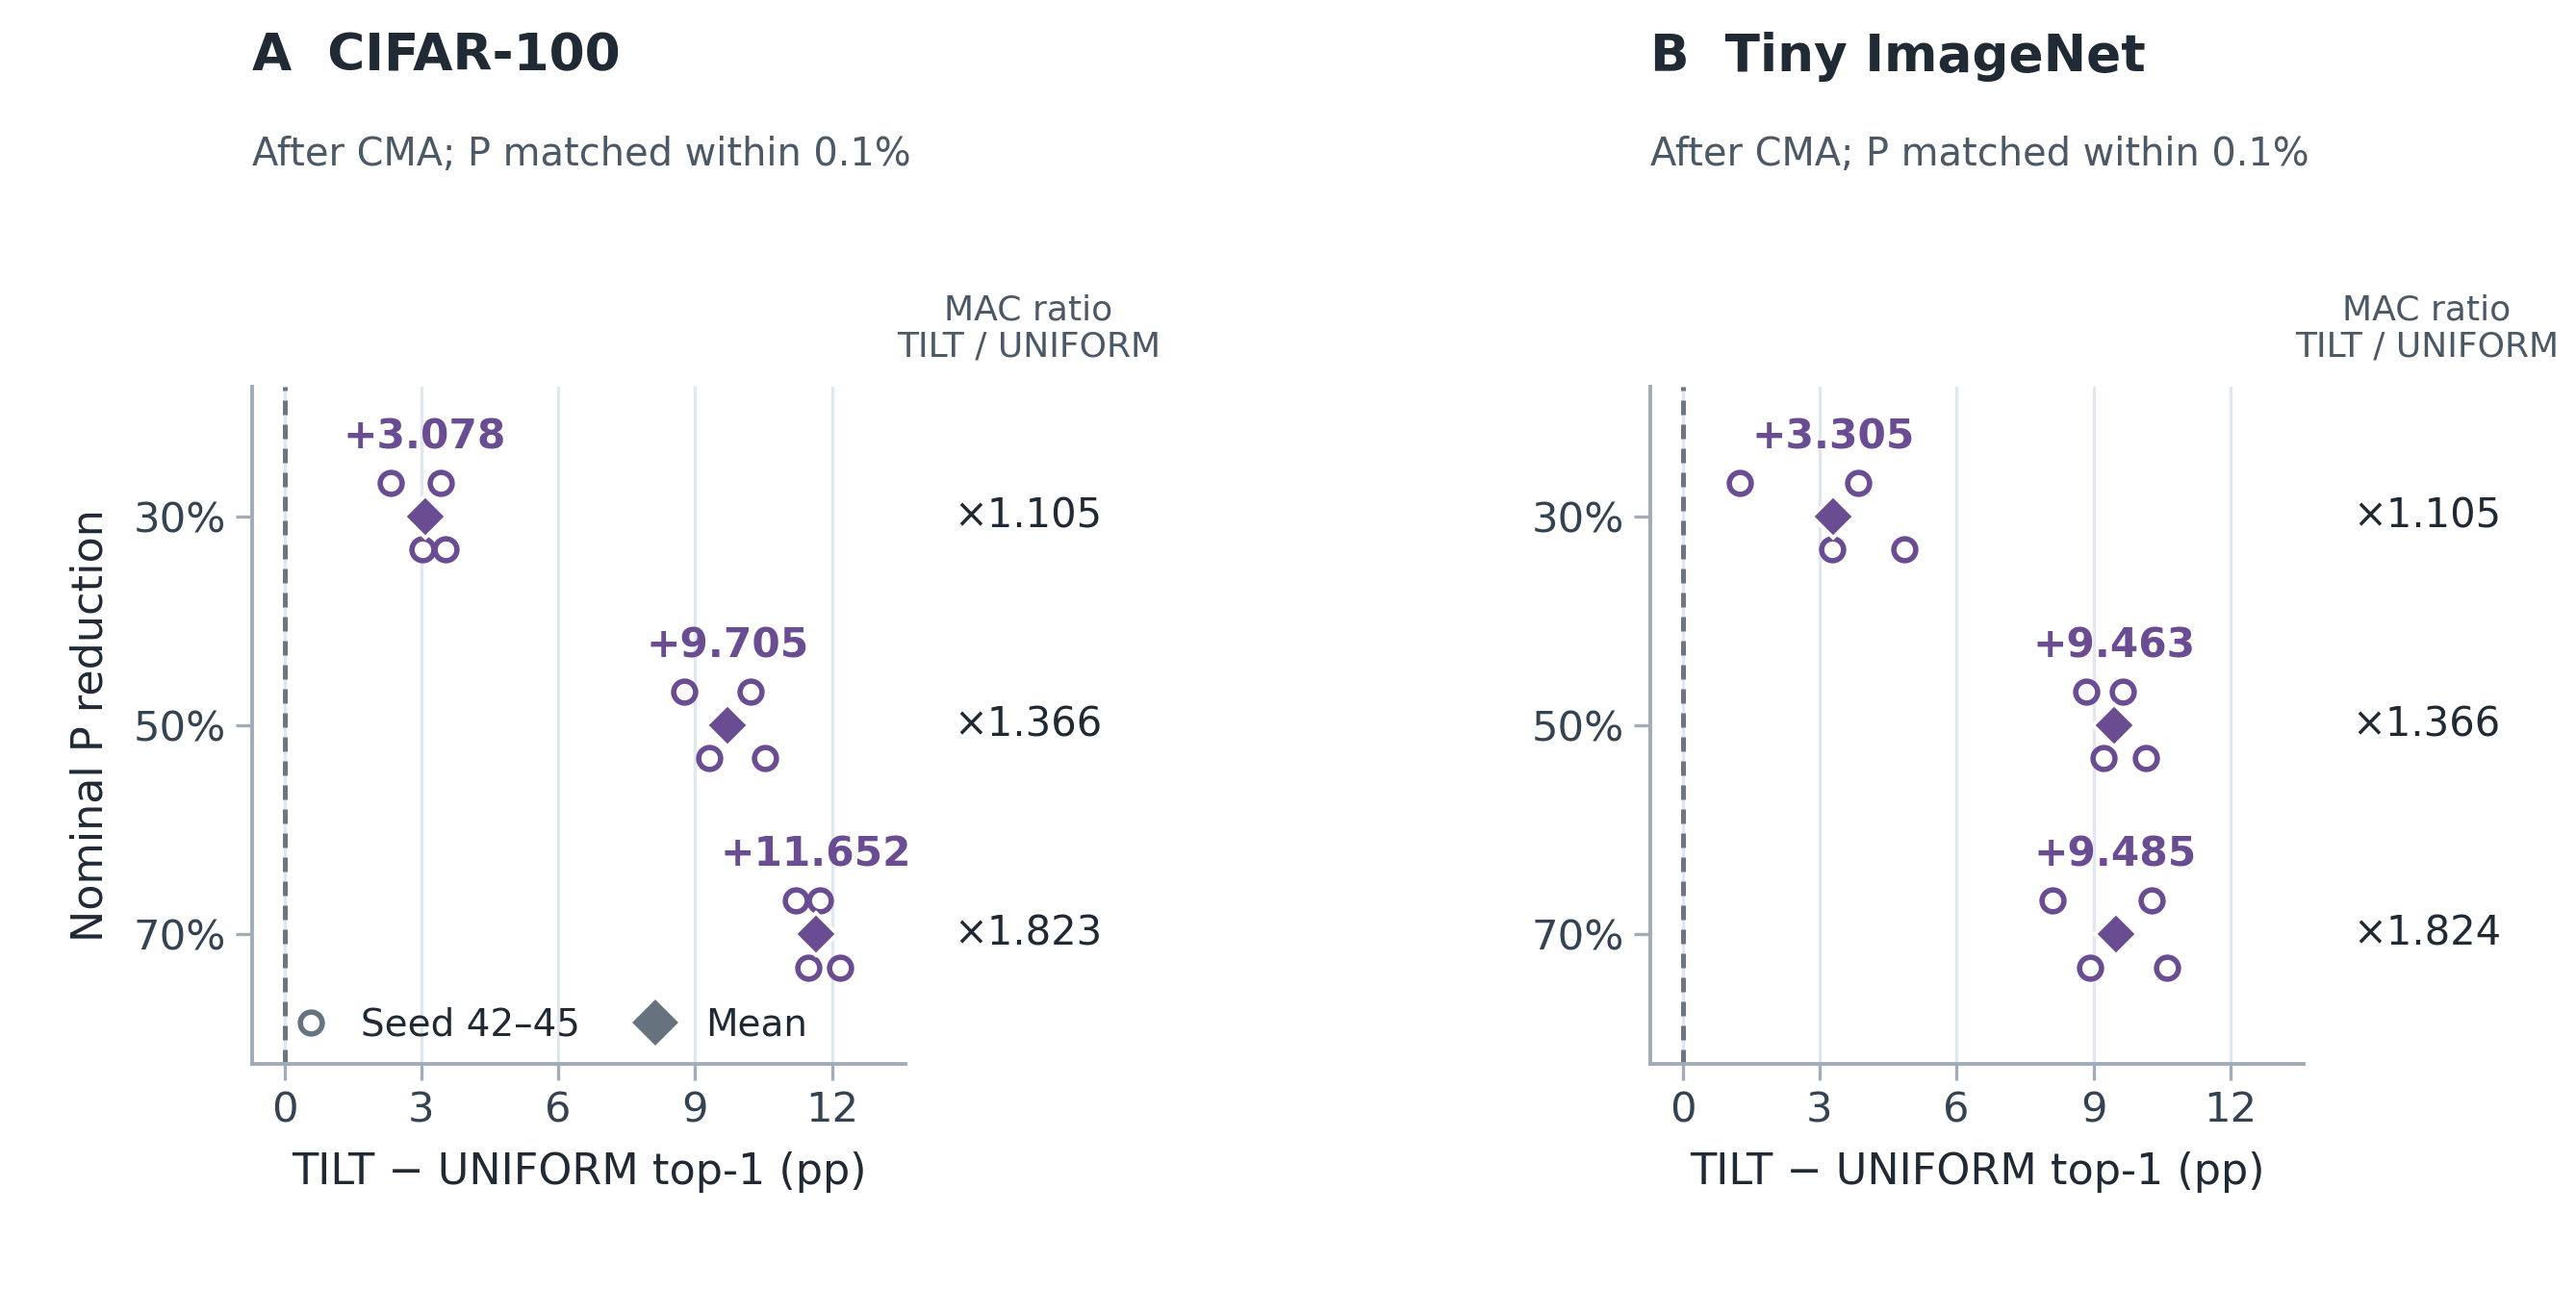 A CIFAR-100
After CMA; P matched within 0.1%
MAC ratio
TILT / UNIFORM
Nominal P reduction
30%
+3.078
×1.105
50%
+9.705
×1.366
70%
+11.652
×1.823
Seed 42–45
Mean
0 3 6 9 12
TILT − UNIFORM top-1 (pp)
B Tiny ImageNet
After CMA; P matched within 0.1%
MAC ratio
TILT / UNIFORM
30%
+3.305
×1.105
50%
+9.463
×1.366
70%
+9.485
×1.824
0 3 6 9 12
TILT − UNIFORM top-1 (pp)